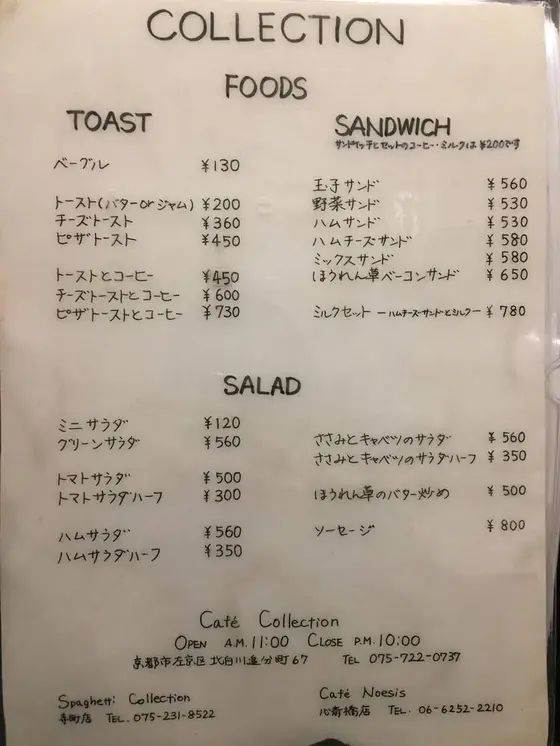 COLLECTION
FOODS
TOAST
ベーグル ¥130
トースト(バターorジャム) ¥200
チーズトースト ¥360
ピザトースト ¥450
トーストとコーヒー ¥450
チーズトーストとコーヒー ¥600
ピザトーストとコーヒー ¥730
SANDWICH
サンドイッチとセットのコーヒー・ミルクは ¥200です
玉子サンド ¥560
野菜サンド ¥530
ハムサンド ¥530
ハムチーズサンド ¥580
ミックスサンド ¥580
ほうれん草ベーコンサンド ¥650
ミルクセット ーハムチーズサンドとミルクー ¥780
SALAD
ミニサラダ ¥120
グリーンサラダ ¥560
トマトサラダ ¥500
トマトサラダハーフ ¥300
ハムサラダ ¥560
ハムサラダハーフ ¥350
ささみとキャベツのサラダ ¥560
ささみとキャベツのサラダハーフ ¥350
ほうれん草のバター炒め ¥500
ソーセージ ¥800
Café Collection
OPEN A.M.11:00 CLOSE P.M.10:00
京都市左京区北白川追分町67 TEL 075-722-0737
Spaghetti Collection
寺町店 TEL.075-231-8522
Café Noesis
心斎橋店 TEL.06-6252-2210